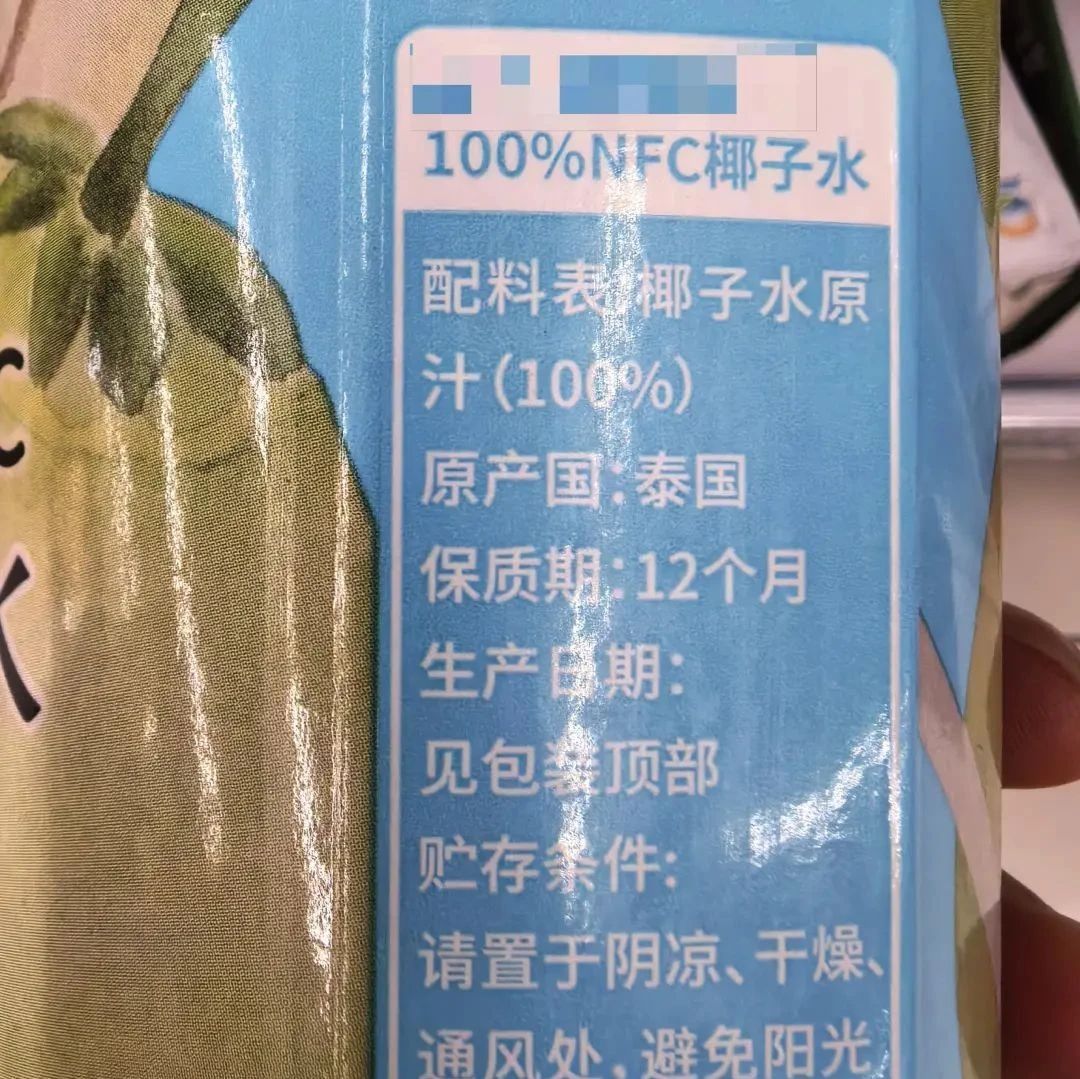 100%NFC椰子水
配料表:椰子水原
汁(100%)
原产国:泰国
保质期:12个月
生产日期:
见包装顶部
贮存条件:
请置于阴凉、干燥、
通风处,避免阳光